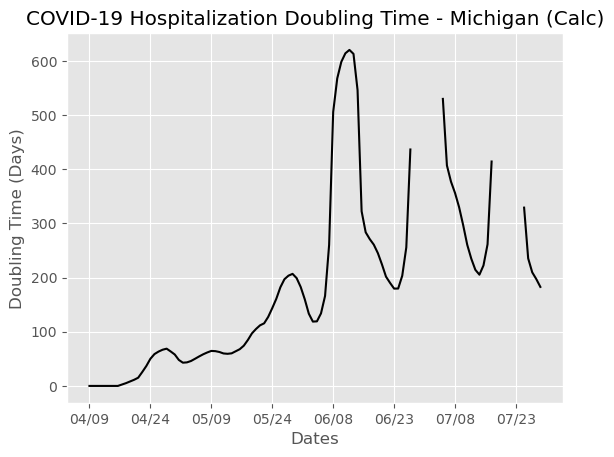 COVID-19 Hospitalization Doubling Time - Michigan (Calc)
Doubling Time (Days)
600
500
400
300
200
100
0
04/09 04/24 05/09 05/24 06/08 06/23 07/08 07/23
Dates